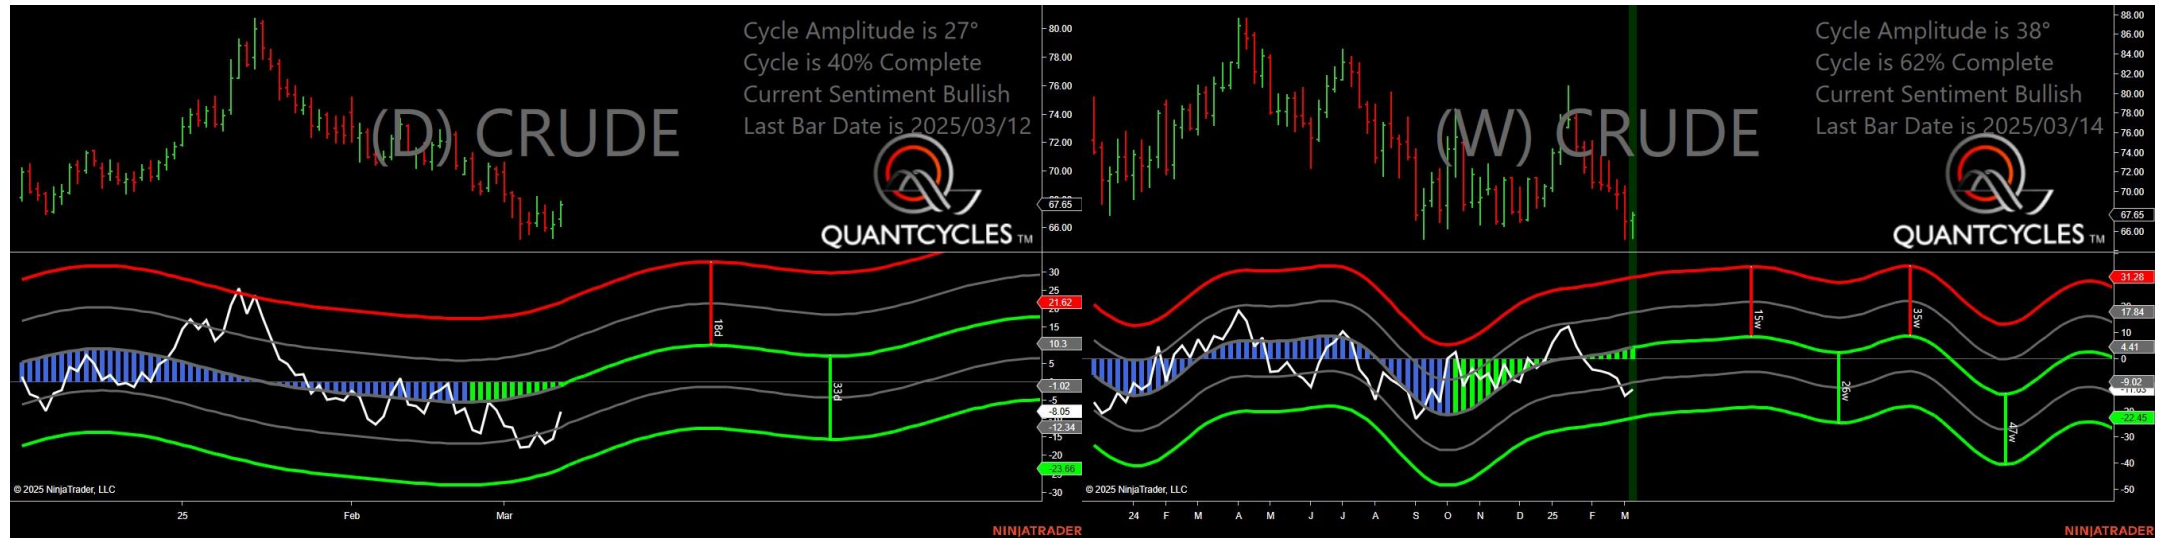 Cycle Amplitude is 27°
Cycle is 40% Complete
Current Sentiment Bullish
Last Bar Date is 2025/03/12
(D) CRUDE
QUANTCYCLES TM
80.00
78.00
76.00
74.00
72.00
70.00
67.65
66.00
30
25
21.62
15
10.3
5
-1.02
-5
-8.05
-12.34
-15
-20
-23.66
-30
18d
33d
© 2025 NinjaTrader, LLC
25 Feb Mar
NINJATRADER
Cycle Amplitude is 38°
Cycle is 62% Complete
Current Sentiment Bullish
Last Bar Date is 2025/03/14
(W) CRUDE
QUANTCYCLES TM
88.00
86.00
84.00
82.00
80.00
78.00
76.00
74.00
72.00
70.00
67.65
66.00
31.28
17.84
10
4.41
0
-9.02
-22.45
-30
-40
-50
15w
35w
26w
47w
© 2025 NinjaTrader, LLC
24 F M A M J J A S O N D 25 F M
NINJATRADER